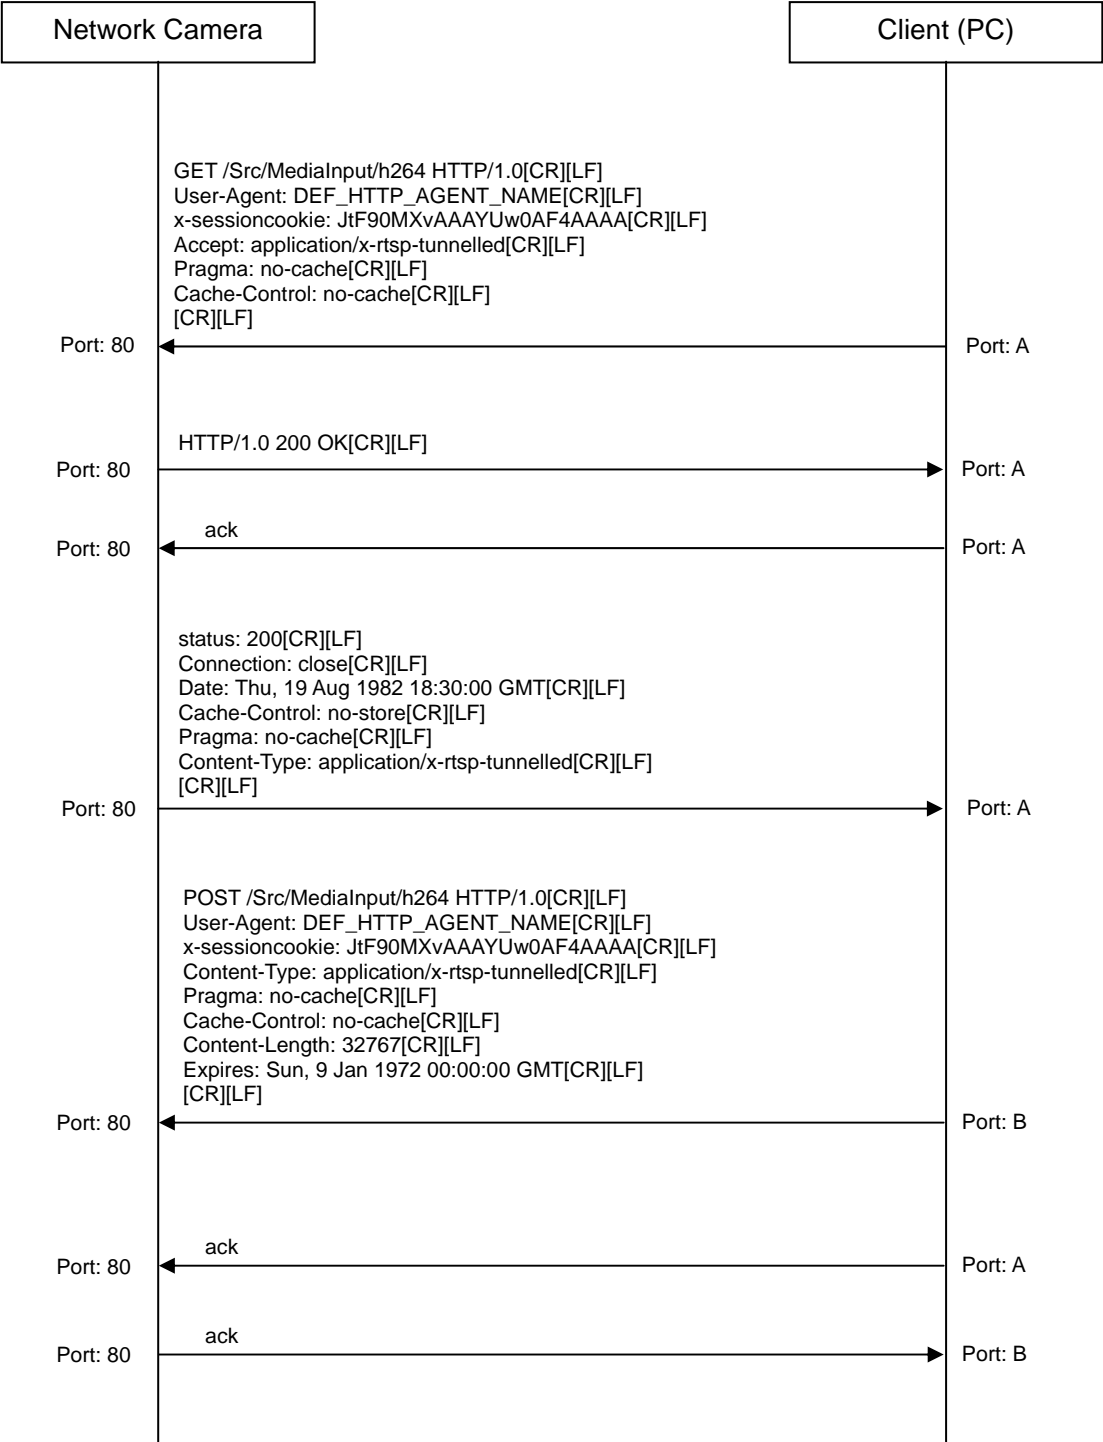 Network Camera
Client (PC)
GET /Src/MediaInput/h264 HTTP/1.0[CR][LF]
User-Agent: DEF_HTTP_AGENT_NAME[CR][LF]
x-sessioncookie: JtF90MXvAAAYUw0AF4AAAA[CR][LF]
Accept: application/x-rtsp-tunnelled[CR][LF]
Pragma: no-cache[CR][LF]
Cache-Control: no-cache[CR][LF]
[CR][LF]
Port: 80
Port: A
HTTP/1.0 200 OK[CR][LF]
Port: 80
Port: A
ack
Port: 80
Port: A
status: 200[CR][LF]
Connection: close[CR][LF]
Date: Thu, 19 Aug 1982 18:30:00 GMT[CR][LF]
Cache-Control: no-store[CR][LF]
Pragma: no-cache[CR][LF]
Content-Type: application/x-rtsp-tunnelled[CR][LF]
[CR][LF]
Port: 80
Port: A
POST /Src/MediaInput/h264 HTTP/1.0[CR][LF]
User-Agent: DEF_HTTP_AGENT_NAME[CR][LF]
x-sessioncookie: JtF90MXvAAAYUw0AF4AAAA[CR][LF]
Content-Type: application/x-rtsp-tunnelled[CR][LF]
Pragma: no-cache[CR][LF]
Cache-Control: no-cache[CR][LF]
Content-Length: 32767[CR][LF]
Expires: Sun, 9 Jan 1972 00:00:00 GMT[CR][LF]
[CR][LF]
Port: 80
Port: B
ack
Port: 80
Port: A
ack
Port: 80
Port: B